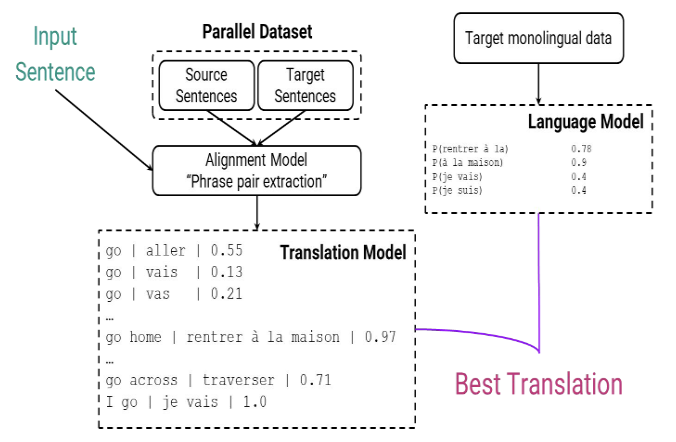 Input
Sentence
Parallel Dataset
Source
Sentences
Target
Sentences
Alignment Model
“Phrase pair extraction”
Target monolingual data
Language Model
P(rentrer à la) 0.78
P(à la maison) 0.9
P(je vais) 0.4
P(je suis) 0.4
Translation Model
go | aller | 0.55
go | vais | 0.13
go | vas | 0.21
…
go home | rentrer à la maison | 0.97
…
go across | traverser | 0.71
I go | je vais | 1.0
Best Translation